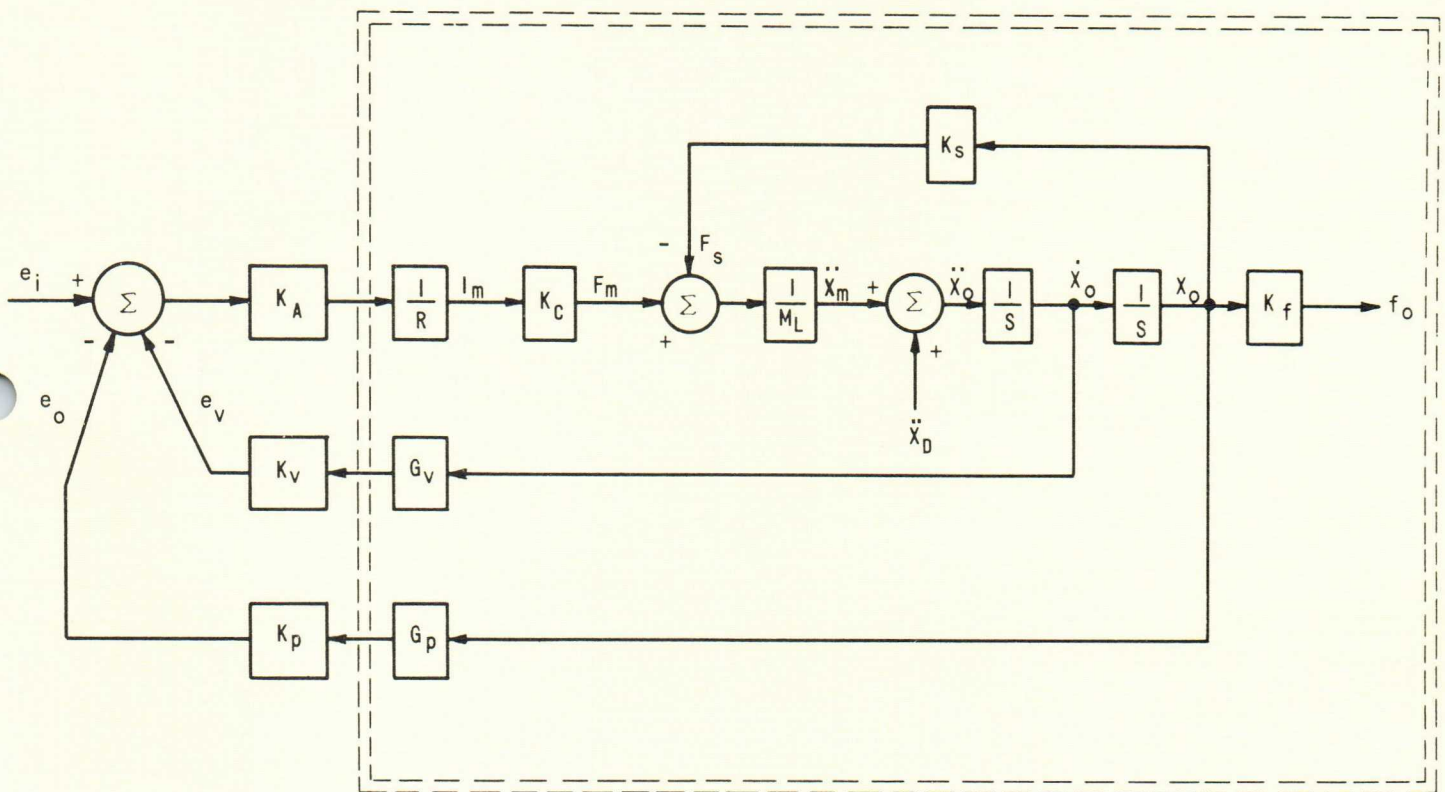 K_s
- F_s
e_i + Σ K_A 1/R I_m K_C F_m Σ 1/M_L Ẍ_m + Σ Ẍ_o 1/S Ẋ_o 1/S X_o K_f f_o
- - + +
e_o e_v Ẍ_D
K_v G_v
K_p G_p